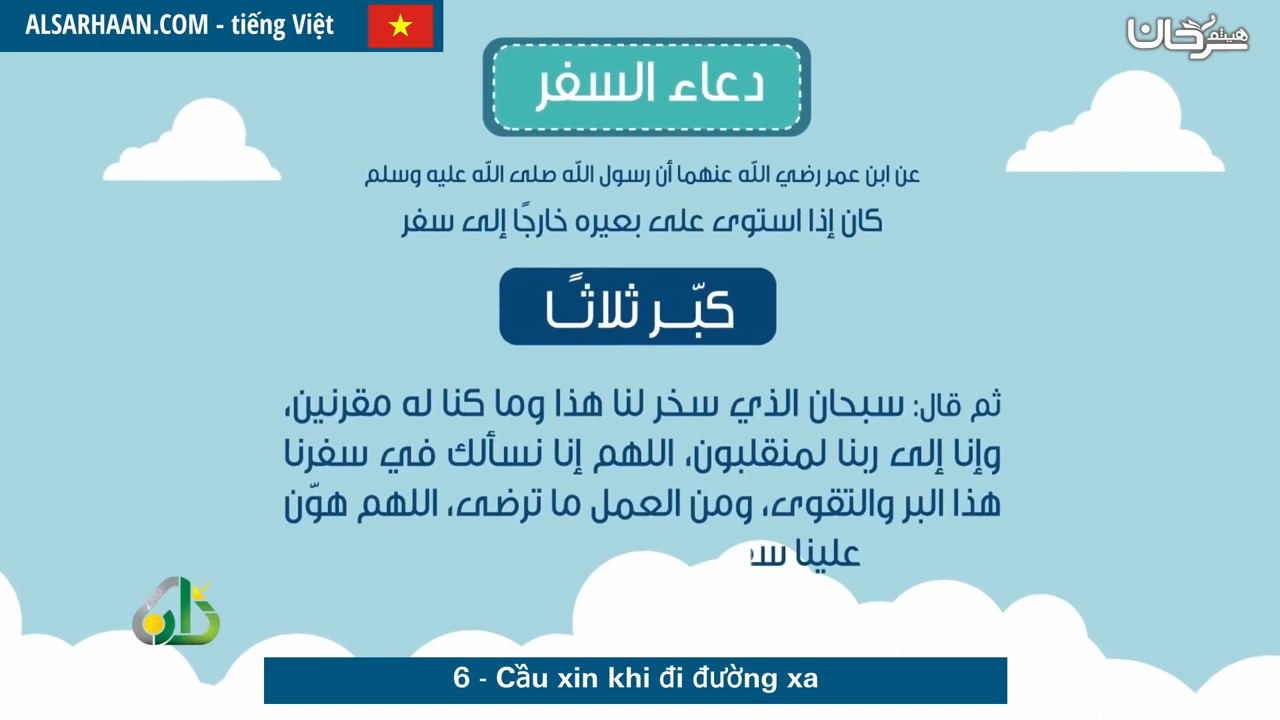 ALSARHAAN.COM - tiếng Việt
هيثم سرحان
دعاء السفر
عن ابن عمر رضي الله عنهما أن رسول الله صلى الله عليه وسلم
كان إذا استوى على بعيره خارجًا إلى سفر
كبّر ثلاثًا
ثم قال: سبحان الذي سخر لنا هذا وما كنا له مقرنين،
وإنا إلى ربنا لمنقلبون، اللهم إنا نسألك في سفرنا
هذا البر والتقوى، ومن العمل ما ترضى، اللهم هوّن
علينا
6 - Cầu xin khi đi đường xa